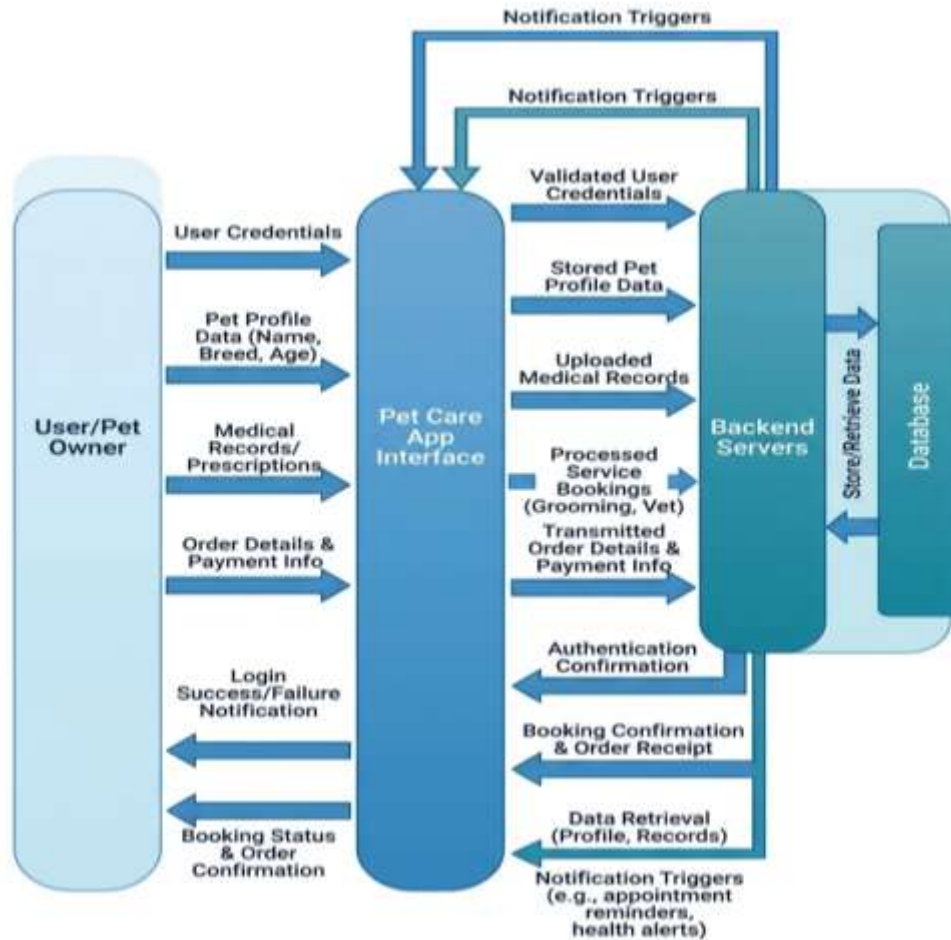 Notification Triggers
Notification Triggers
User/Pet
Owner
User Credentials
Pet Profile
Data (Name,
Breed, Age)
Medical
Records/
Prescriptions
Order Details &
Payment Info
Login
Success/Failure
Notification
Booking Status
& Order
Confirmation
Pet Care
App
Interface
Validated User
Credentials
Stored Pet
Profile Data
Uploaded
Medical Records
Processed
Service
Bookings
(Grooming, Vet)
Transmitted
Order Details &
Payment Info
Authentication
Confirmation
Booking Confirmation
& Order Receipt
Data Retrieval
(Profile, Records)
Notification Triggers
(e.g., appointment
reminders,
health alerts)
Backend
Servers
Store/Retrieve Data
Database